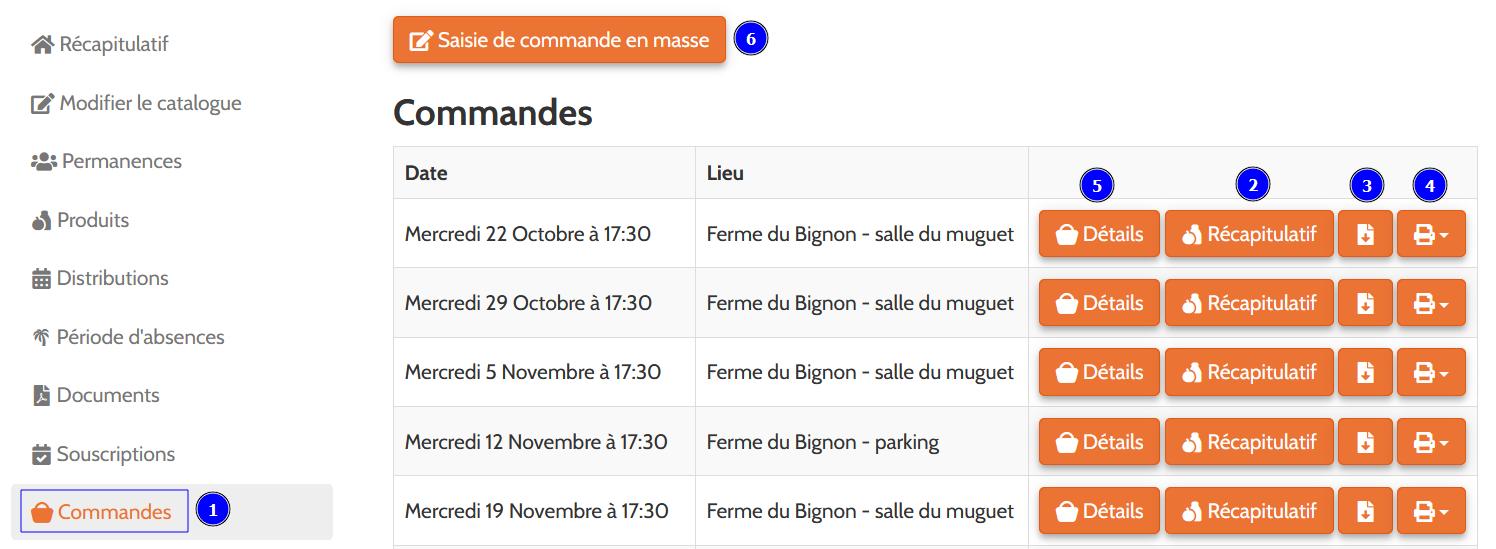 Récapitulatif
Modifier le catalogue
Permanences
Produits
Distributions
Période d'absences
Documents
Souscriptions
Commandes 1
Saisie de commande en masse 6
Commandes
Date Lieu 5 2 3 4
Mercredi 22 Octobre à 17:30 Ferme du Bignon - salle du muguet Détails Récapitulatif
Mercredi 29 Octobre à 17:30 Ferme du Bignon - salle du muguet Détails Récapitulatif
Mercredi 5 Novembre à 17:30 Ferme du Bignon - salle du muguet Détails Récapitulatif
Mercredi 12 Novembre à 17:30 Ferme du Bignon - parking Détails Récapitulatif
Mercredi 19 Novembre à 17:30 Ferme du Bignon - salle du muguet Détails Récapitulatif